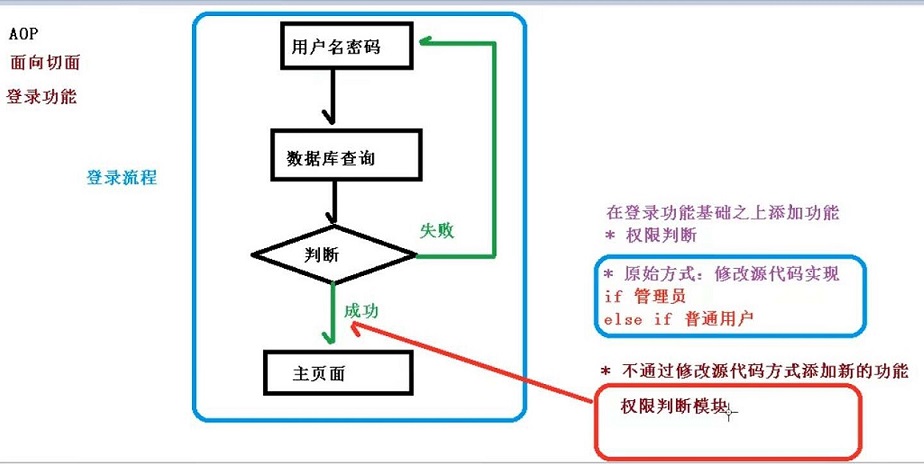 AOP
面向切面
登录功能
登录流程
用户名密码
数据库查询
判断
失败
成功
主页面
在登录功能基础之上添加功能
* 权限判断
* 原始方式：修改源代码实现
if 管理员
else if 普通用户
* 不通过修改源代码方式添加新的功能
权限判断模块